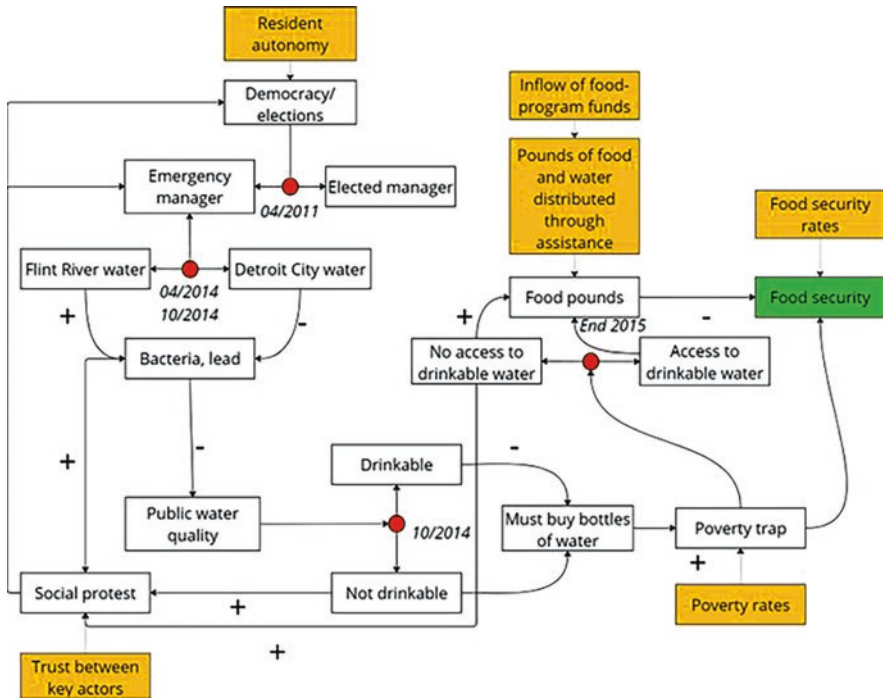 Resident
autonomy
Democracy/
elections
Inflow of food-
program funds
Emergency
manager
Elected manager
04/2011
Pounds of food
and water
distributed
through
assistance
Food security
rates
Flint River water
Detroit City water
04/2014
10/2014
Food pounds
Food security
+
-
+
End 2015
-
Bacteria, lead
No access to
drinkable water
Access to
drinkable water
+
-
Drinkable
-
Public water
quality
10/2014
Must buy bottles
of water
Poverty trap
+
Social protest
+
Not drinkable
Poverty rates
+
Trust between
key actors